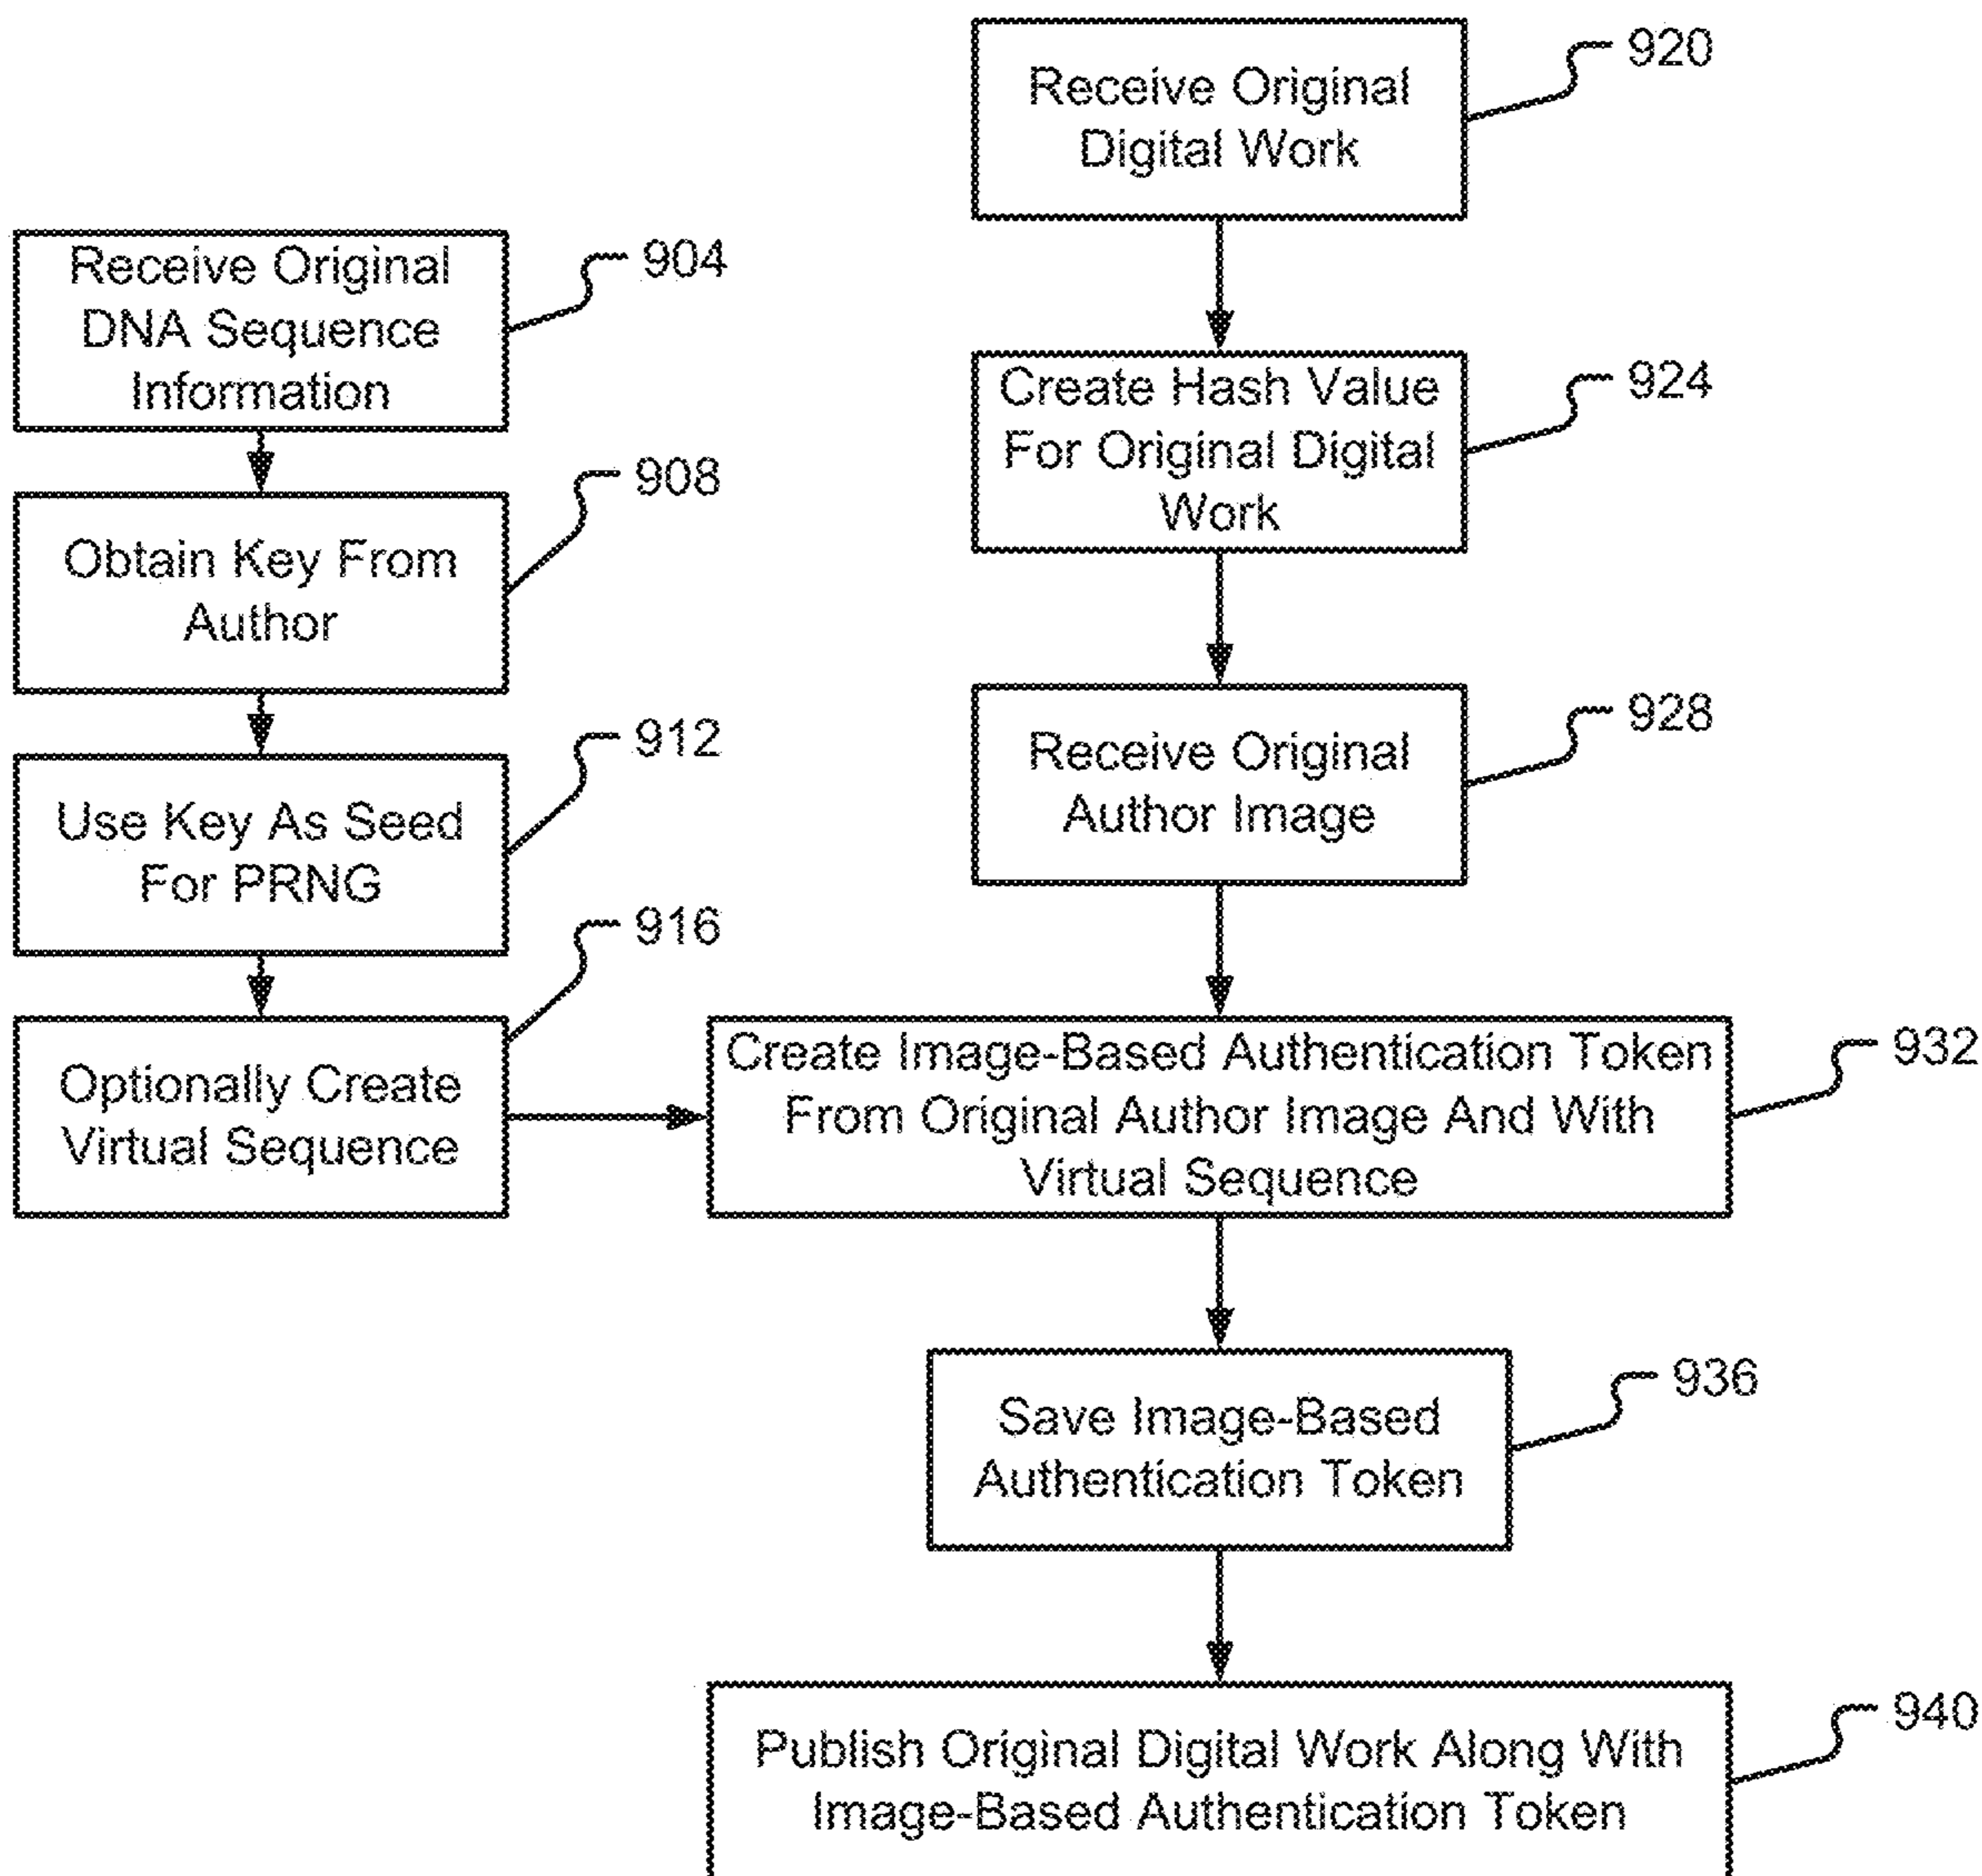 Receive Original
Digital Work
920
Receive Original
DNA Sequence
Information
904
Create Hash Value
For Original Digital
Work
924
Obtain Key From
Author
908
Receive Original
Author Image
928
Use Key As Seed
For PRNG
912
Optionally Create
Virtual Sequence
916
Create Image-Based Authentication Token
From Original Author Image And With
Virtual Sequence
932
Save Image-Based
Authentication Token
936
Publish Original Digital Work Along With
Image-Based Authentication Token
940